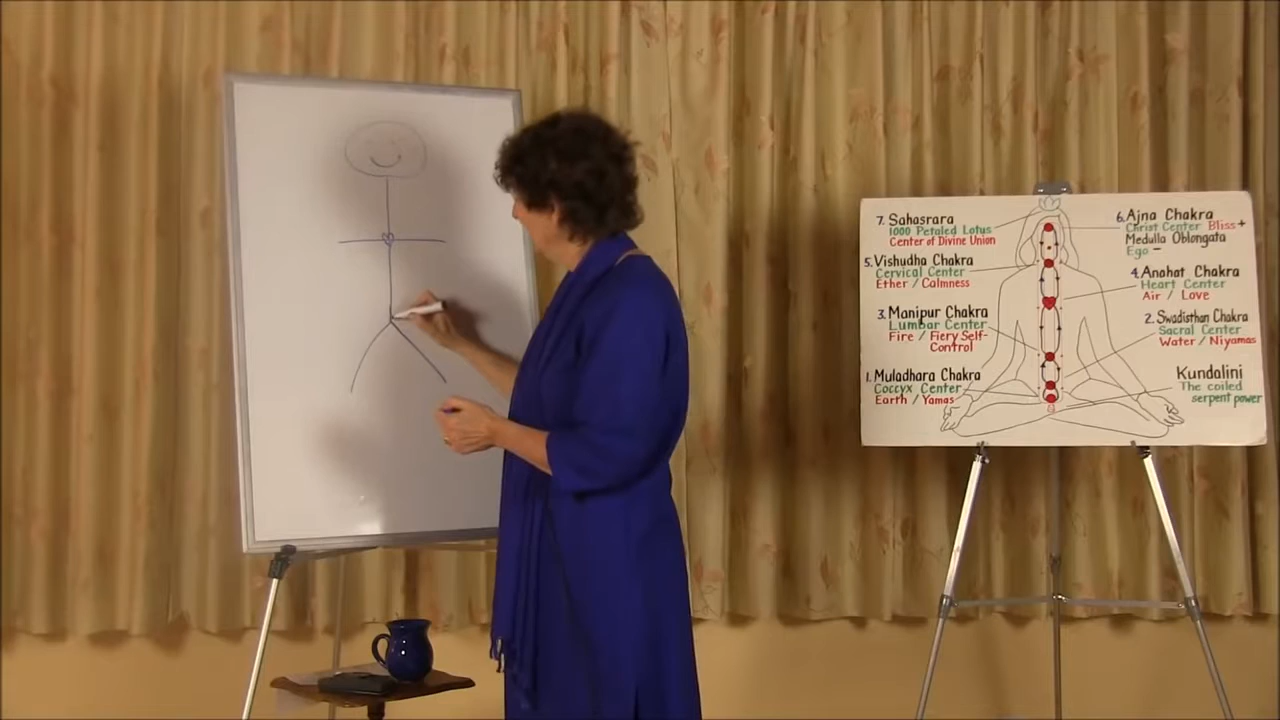 7. Sahasrara
1000 Petaled Lotus
Center of Divine Union
5. Vishudha Chakra
Cervical Center
Ether / Calmness
3. Manipur Chakra
Lumbar Center
Fire / Fiery Self-
Control
1. Muladhara Chakra
Coccyx Center
Earth / Yamas
6. Ajna Chakra
Christ Center Bliss +
Medulla Oblongata
Ego -
4. Anahat Chakra
Heart Center
Air / Love
2. Swadisthan Chakra
Sacral Center
Water / Niyamas
Kundalini
The coiled
serpent power